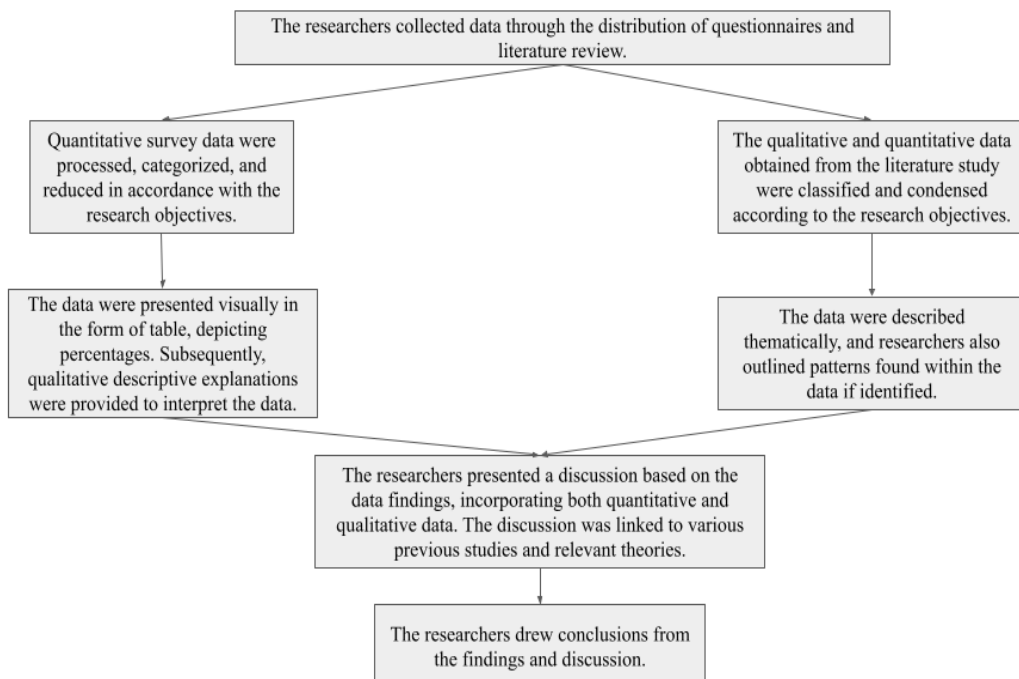 The researchers collected data through the distribution of questionnaires and
literature review.
Quantitative survey data were
processed, categorized, and
reduced in accordance with the
research objectives.
The qualitative and quantitative data
obtained from the literature study
were classified and condensed
according to the research objectives.
The data were presented visually in
the form of table, depicting
percentages. Subsequently,
qualitative descriptive explanations
were provided to interpret the data.
The data were described
thematically, and researchers also
outlined patterns found within the
data if identified.
The researchers presented a discussion based on the
data findings, incorporating both quantitative and
qualitative data. The discussion was linked to various
previous studies and relevant theories.
The researchers drew conclusions from
the findings and discussion.